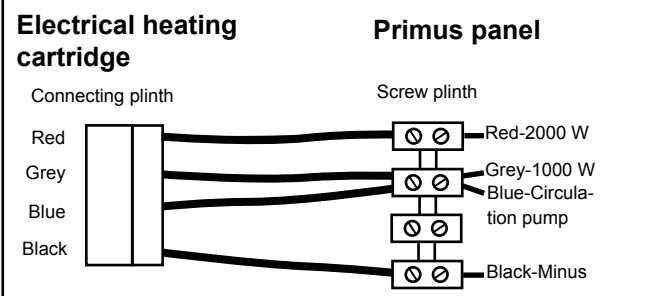 Electrical heating
cartridge
Primus panel
Connecting plinth
Screw plinth
Red
Grey
Blue
Black
Red-2000 W
Grey-1000 W
Blue-Circula-
tion pump
Black-Minus